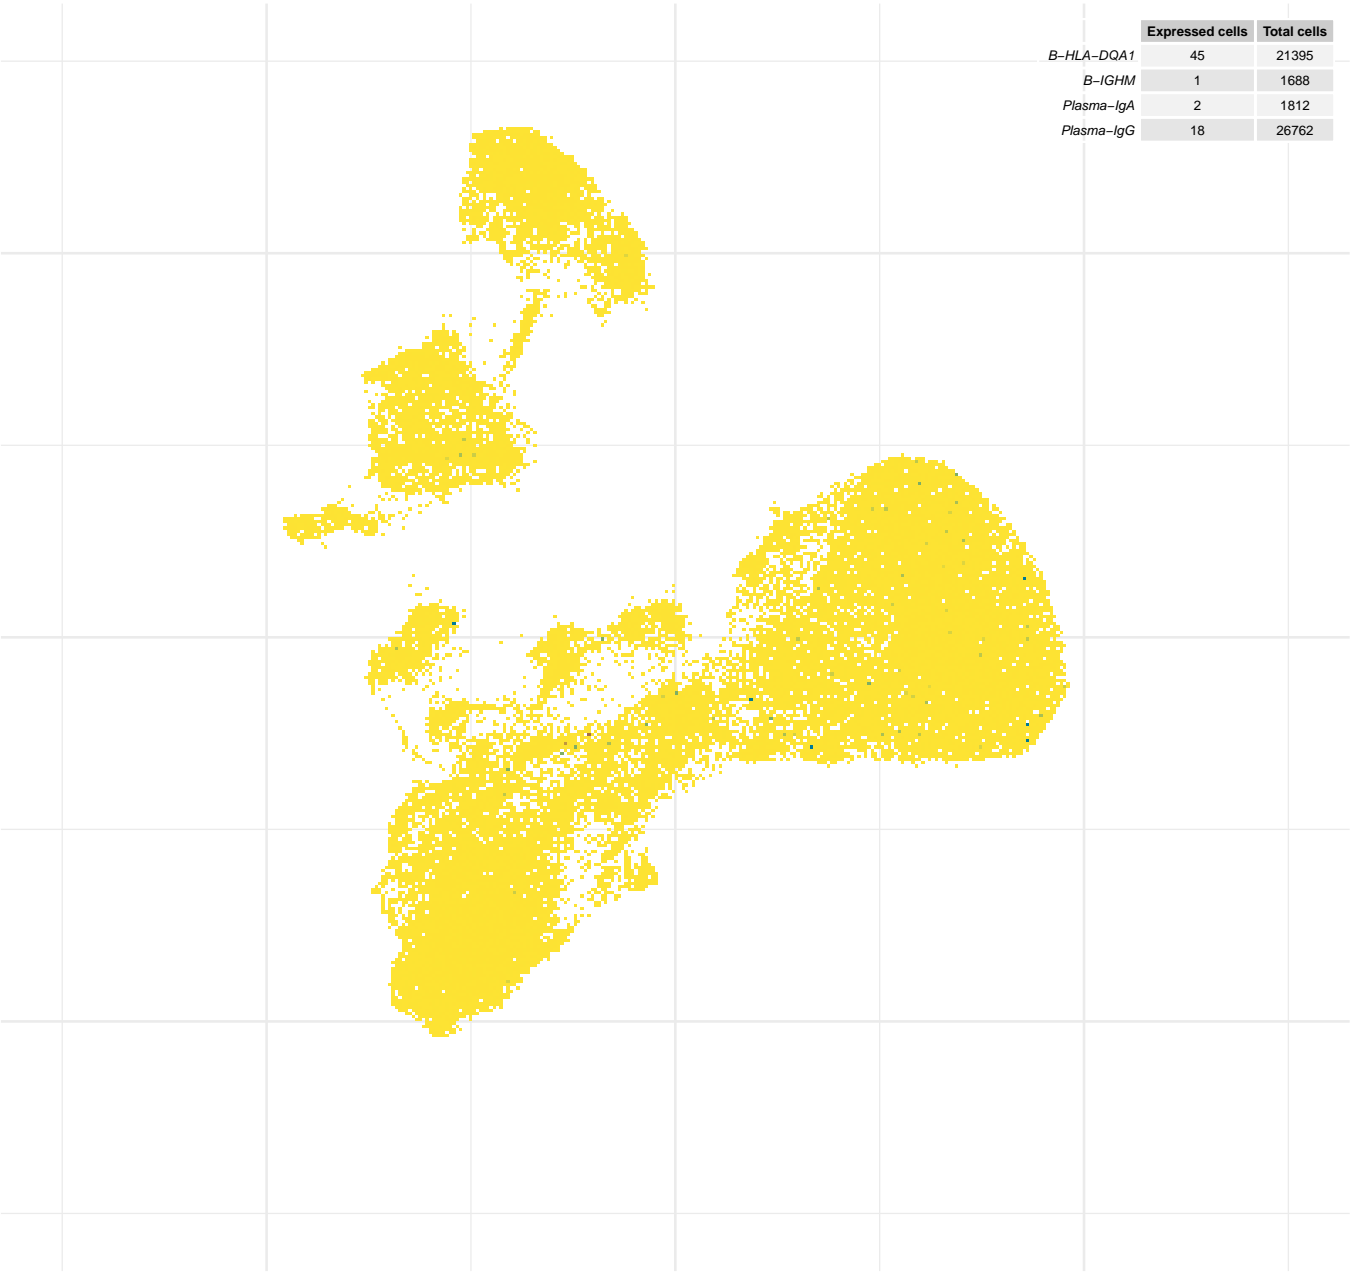 Expressed cells Total cells
B−HLA−DQA1 45 21395
B−IGHM 1 1688
Plasma−IgA 2 1812
Plasma−IgG 18 26762